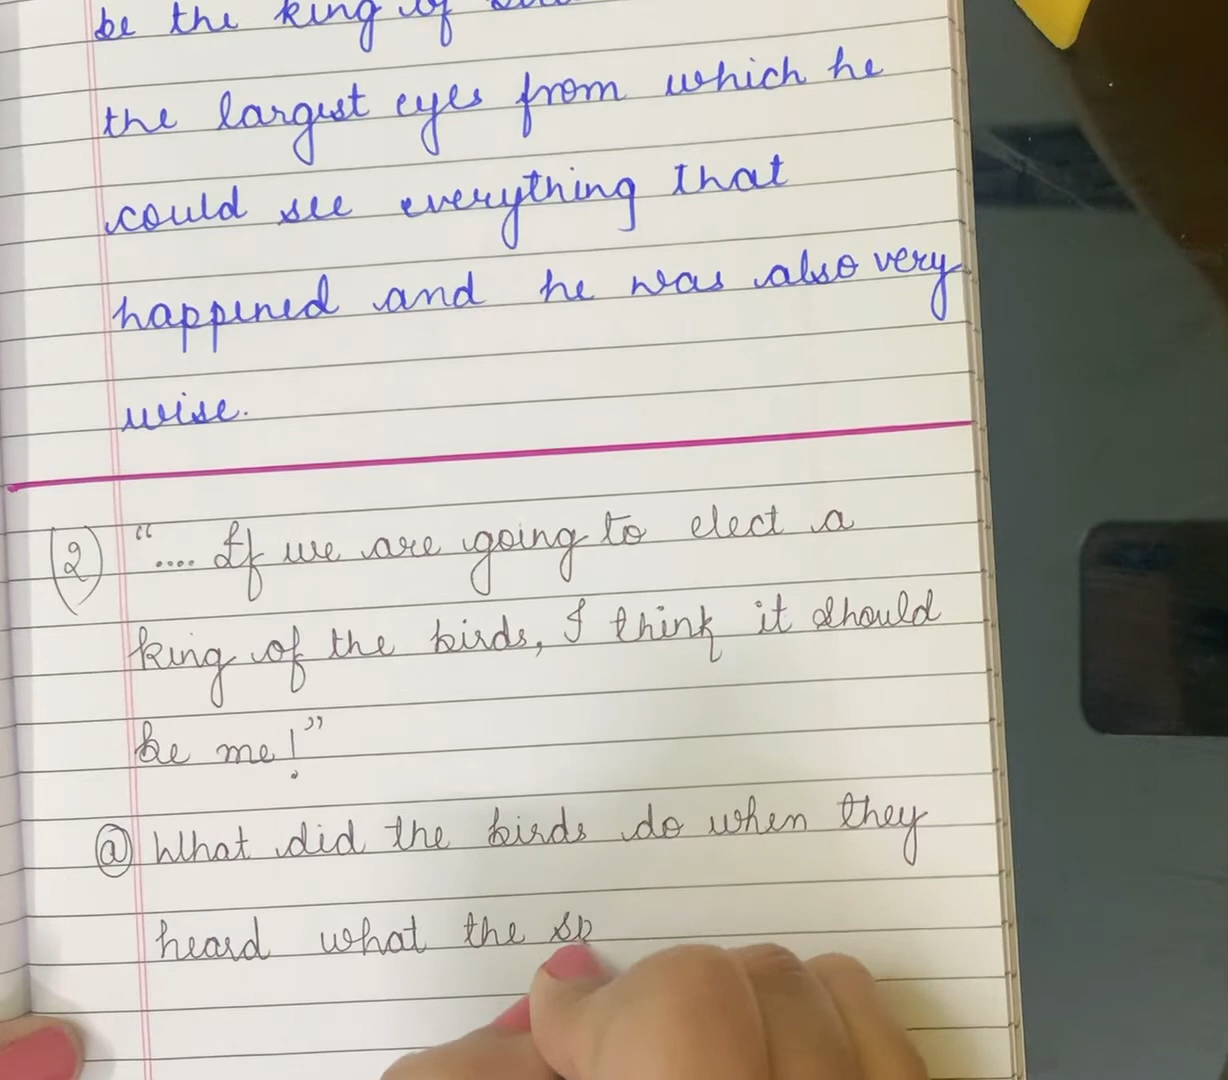 be the king of
the largest eyes from which he
could see everything that
happened and he was also very
wise.
(2) “.... If we are going to elect a
king of the birds, I think it should
be me!”
(a) What did the birds do when they
heard what the sp